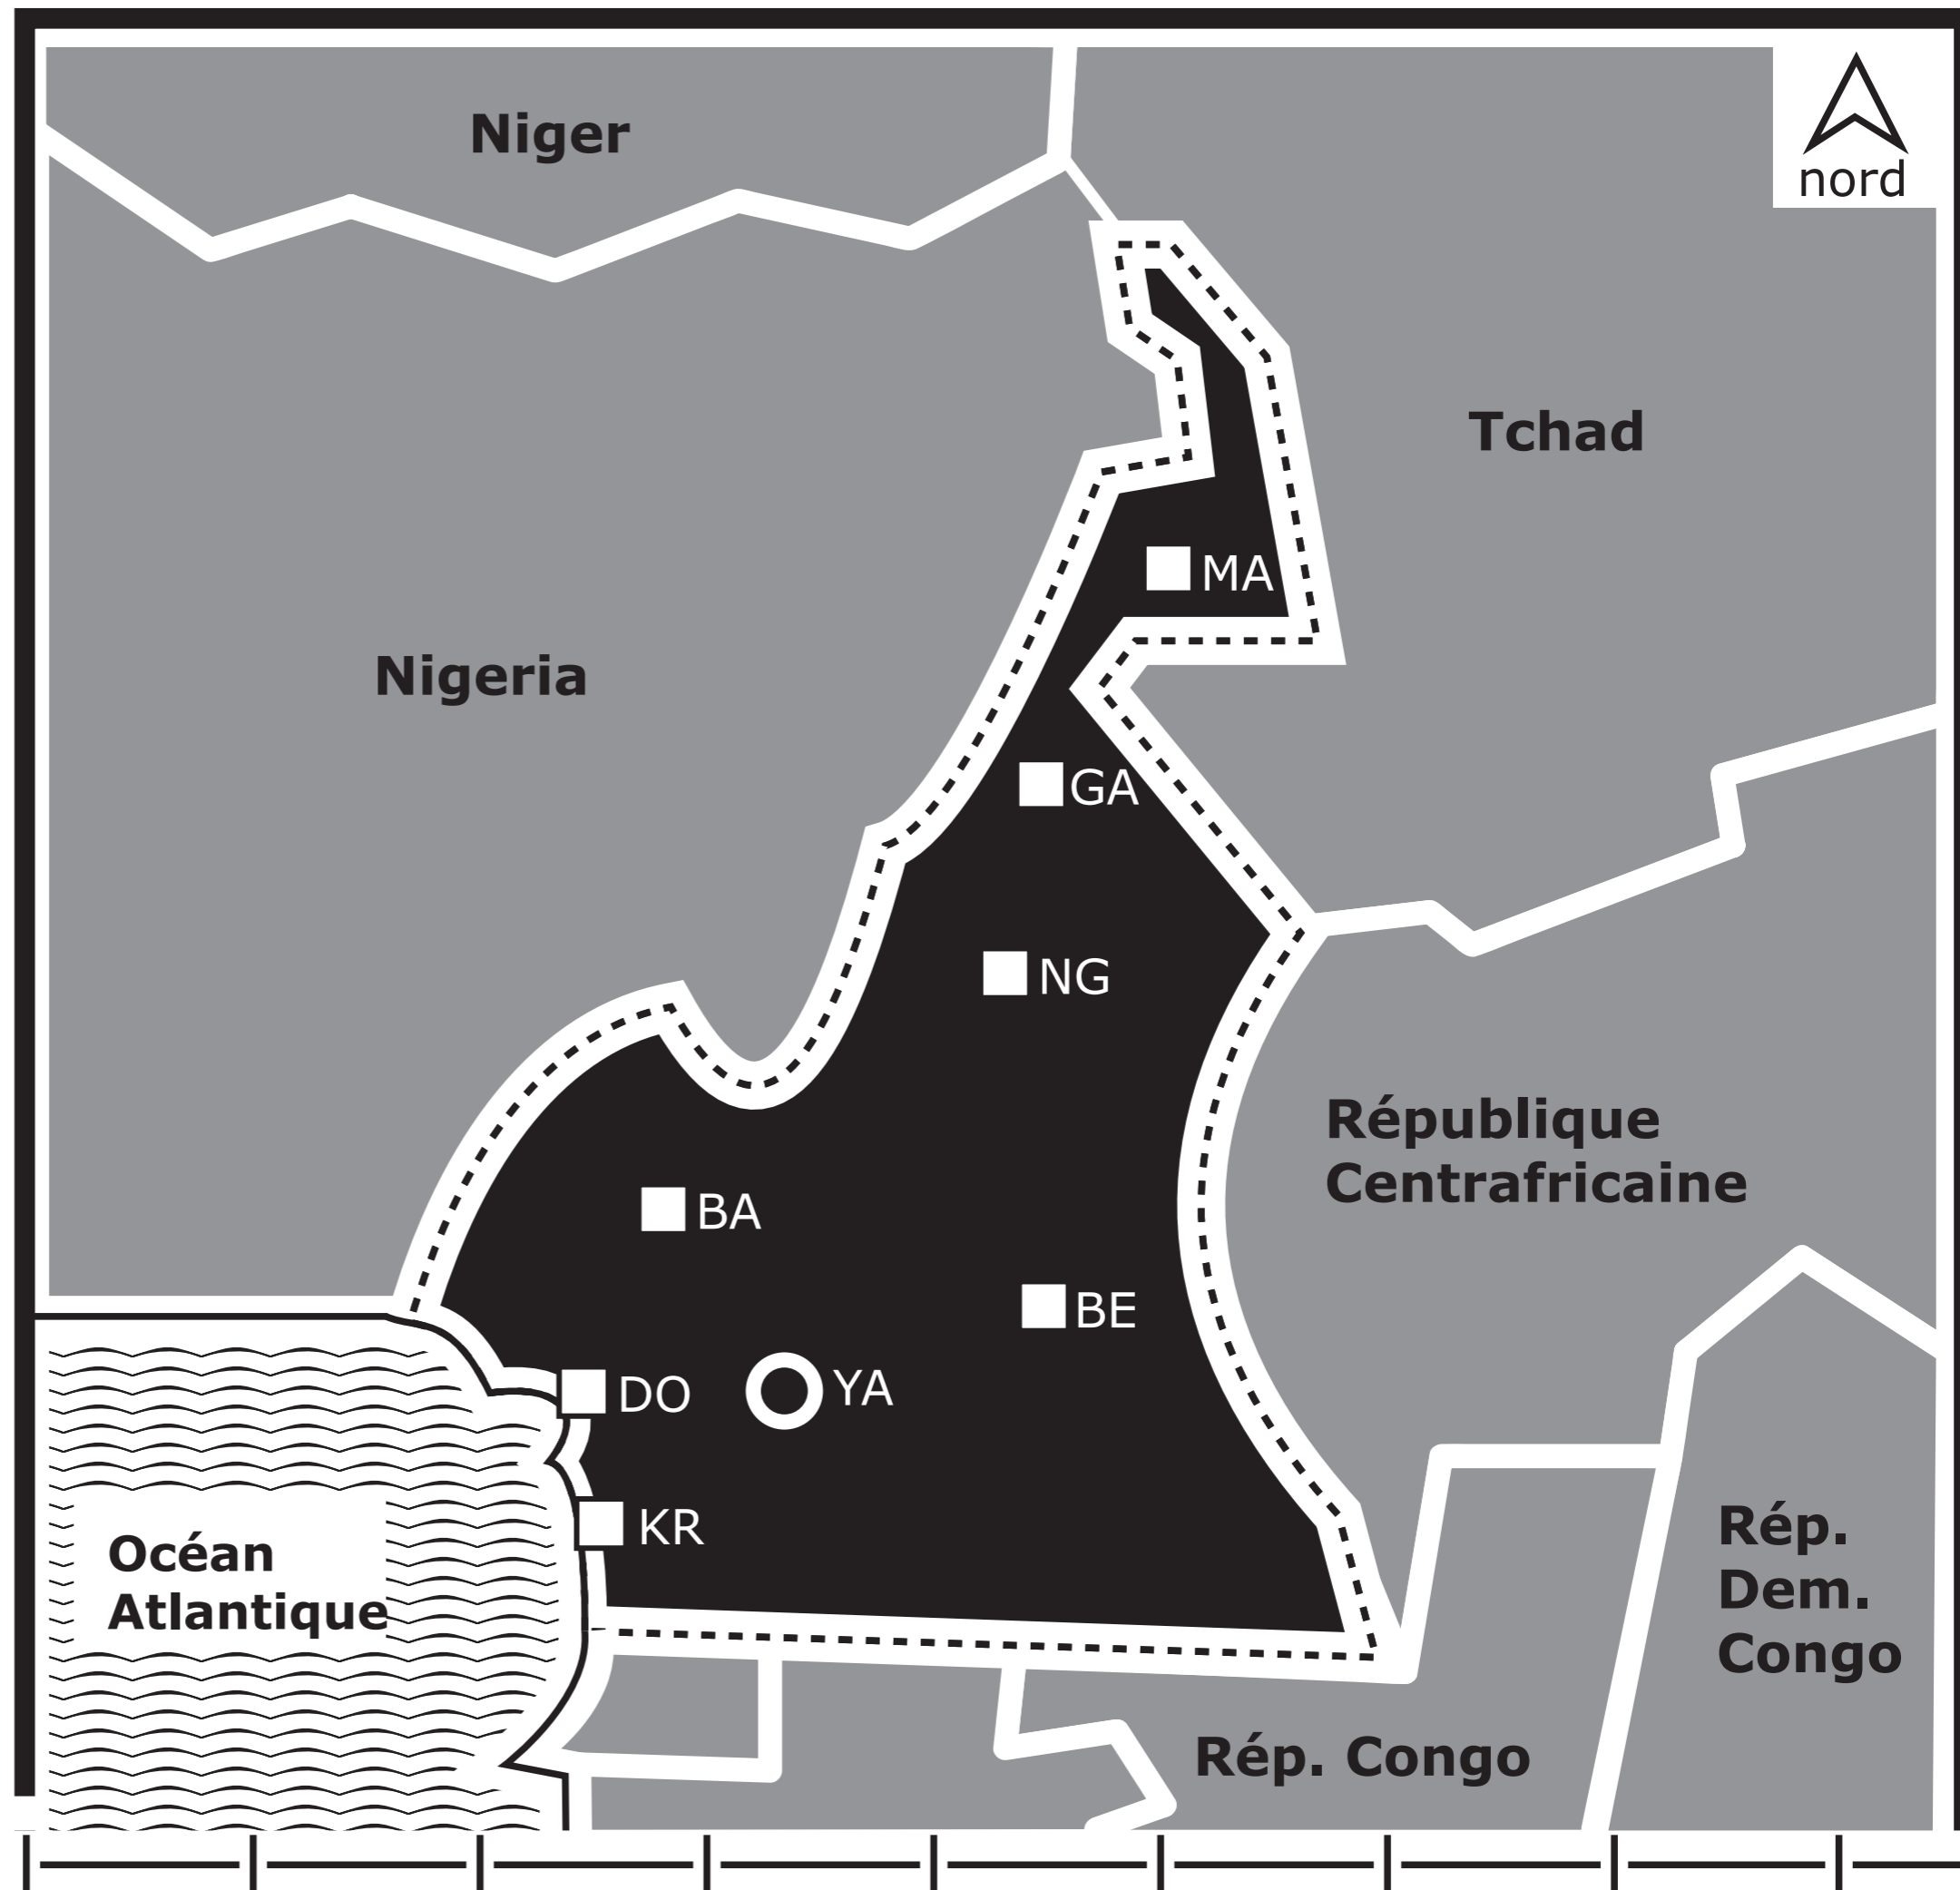 Niger
nord
Tchad
MA
Nigeria
GA
NG
République
Centrafricaine
BA
BE
DO
YA
KR
Océan
Atlantique
Rép.
Dem.
Congo
Rép. Congo